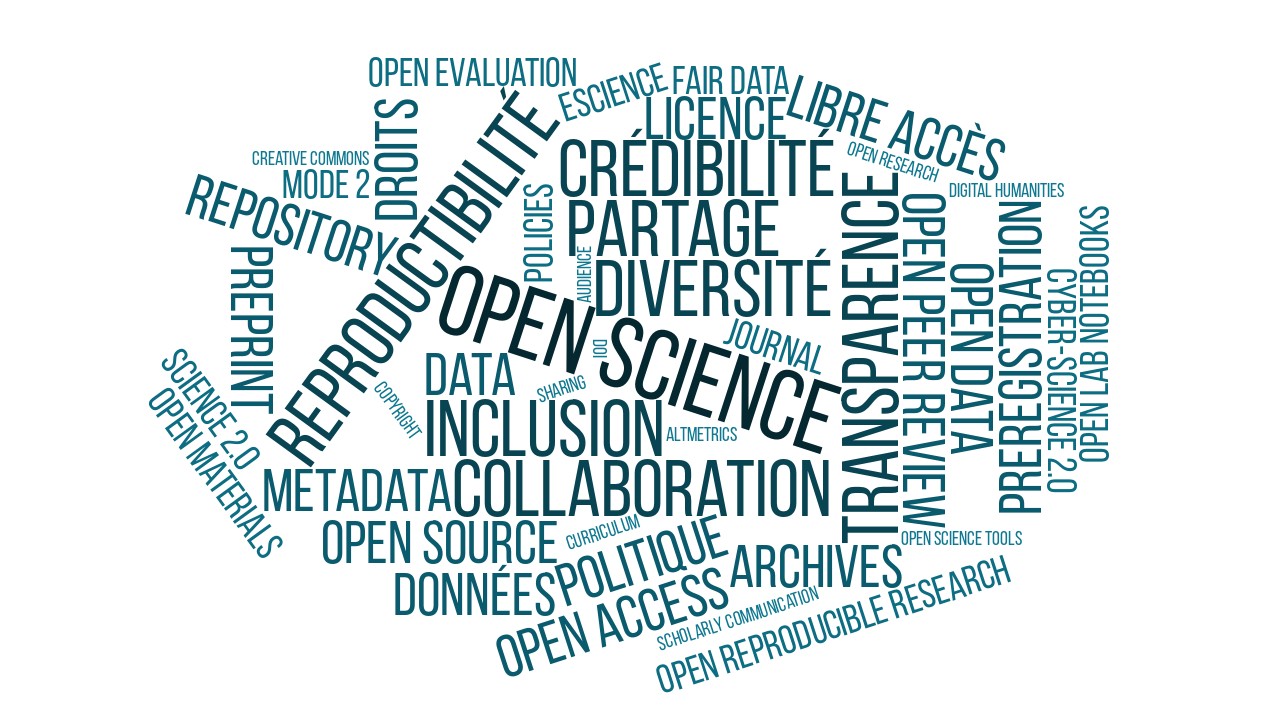 OPEN EVALUATION
ESCIENCE
FAIR DATA
LIBRE ACCÈS
LICENCE
DROITS
CREATIVE COMMONS
MODE 2
REPOSITORY
REPRODUCTIBILITÉ
CRÉDIBILITÉ
OPEN RESEARCH
DIGITAL HUMANITIES
POLICIES
PARTAGE
AUDIENCE
DIVERSITÉ
TRANSPARENCE
OPEN PEER REVIEW
OPEN DATA
PREREGISTRATION
CYBER-SCIENCE 2.0
OPEN LAB NOTEBOOKS
PREPRINT
OPEN SCIENCE
DOI
JOURNAL
SCIENCE 2.0
OPEN MATERIALS
COPYRIGHT
DATA
SHARING
INCLUSION
ALTMETRICS
METADATA
COLLABORATION
OPEN SOURCE
CURRICULUM
POLITIQUE
OPEN SCIENCE TOOLS
DONNÉES
ARCHIVES
OPEN ACCESS
SCHOLARLY COMMUNICATION
OPEN REPRODUCIBLE RESEARCH